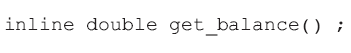 inline double get_balance() ;